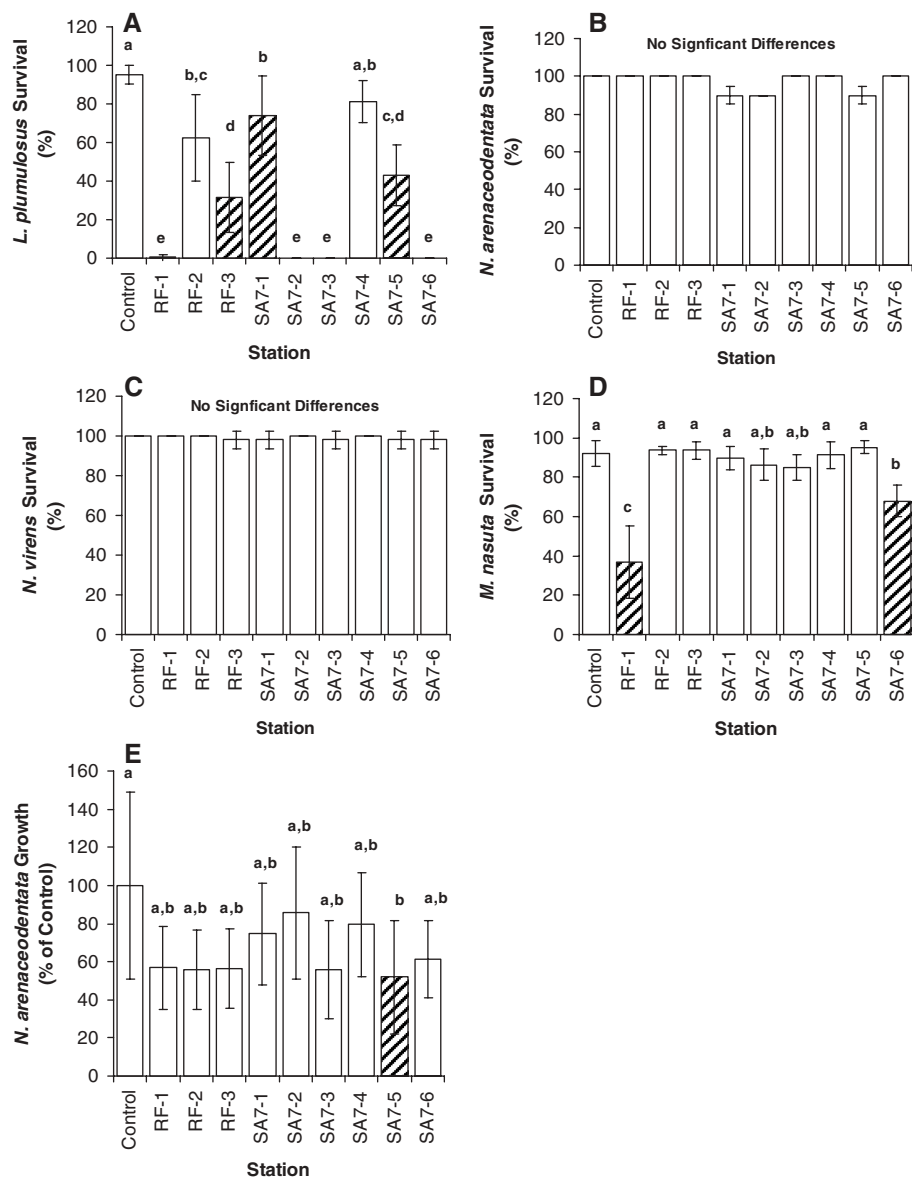 A
L. plumulosus Survival
(%)
120
100
80
60
40
20
0
a
e
b,c
d
b
e
e
a,b
c,d
e
Control
RF-1
RF-2
RF-3
SA7-1
SA7-2
SA7-3
SA7-4
SA7-5
SA7-6
Station
B
No Signficant Differences
N. arenaceodentata Survival
(%)
120
100
80
60
40
20
0
Control
RF-1
RF-2
RF-3
SA7-1
SA7-2
SA7-3
SA7-4
SA7-5
SA7-6
Station
C
No Signficant Differences
N. virens Survival
(%)
120
100
80
60
40
20
0
Control
RF-1
RF-2
RF-3
SA7-1
SA7-2
SA7-3
SA7-4
SA7-5
SA7-6
Station
D
M. nasuta Survival
(%)
120
100
80
60
40
20
0
a
c
a
a
a
a,b
a,b
a
a
b
Control
RF-1
RF-2
RF-3
SA7-1
SA7-2
SA7-3
SA7-4
SA7-5
SA7-6
Station
E
N. arenaceodentata Growth
(% of Control)
160
140
120
100
80
60
40
20
0
a
a,b
a,b
a,b
a,b
a,b
a,b
a,b
b
a,b
Control
RF-1
RF-2
RF-3
SA7-1
SA7-2
SA7-3
SA7-4
SA7-5
SA7-6
Station